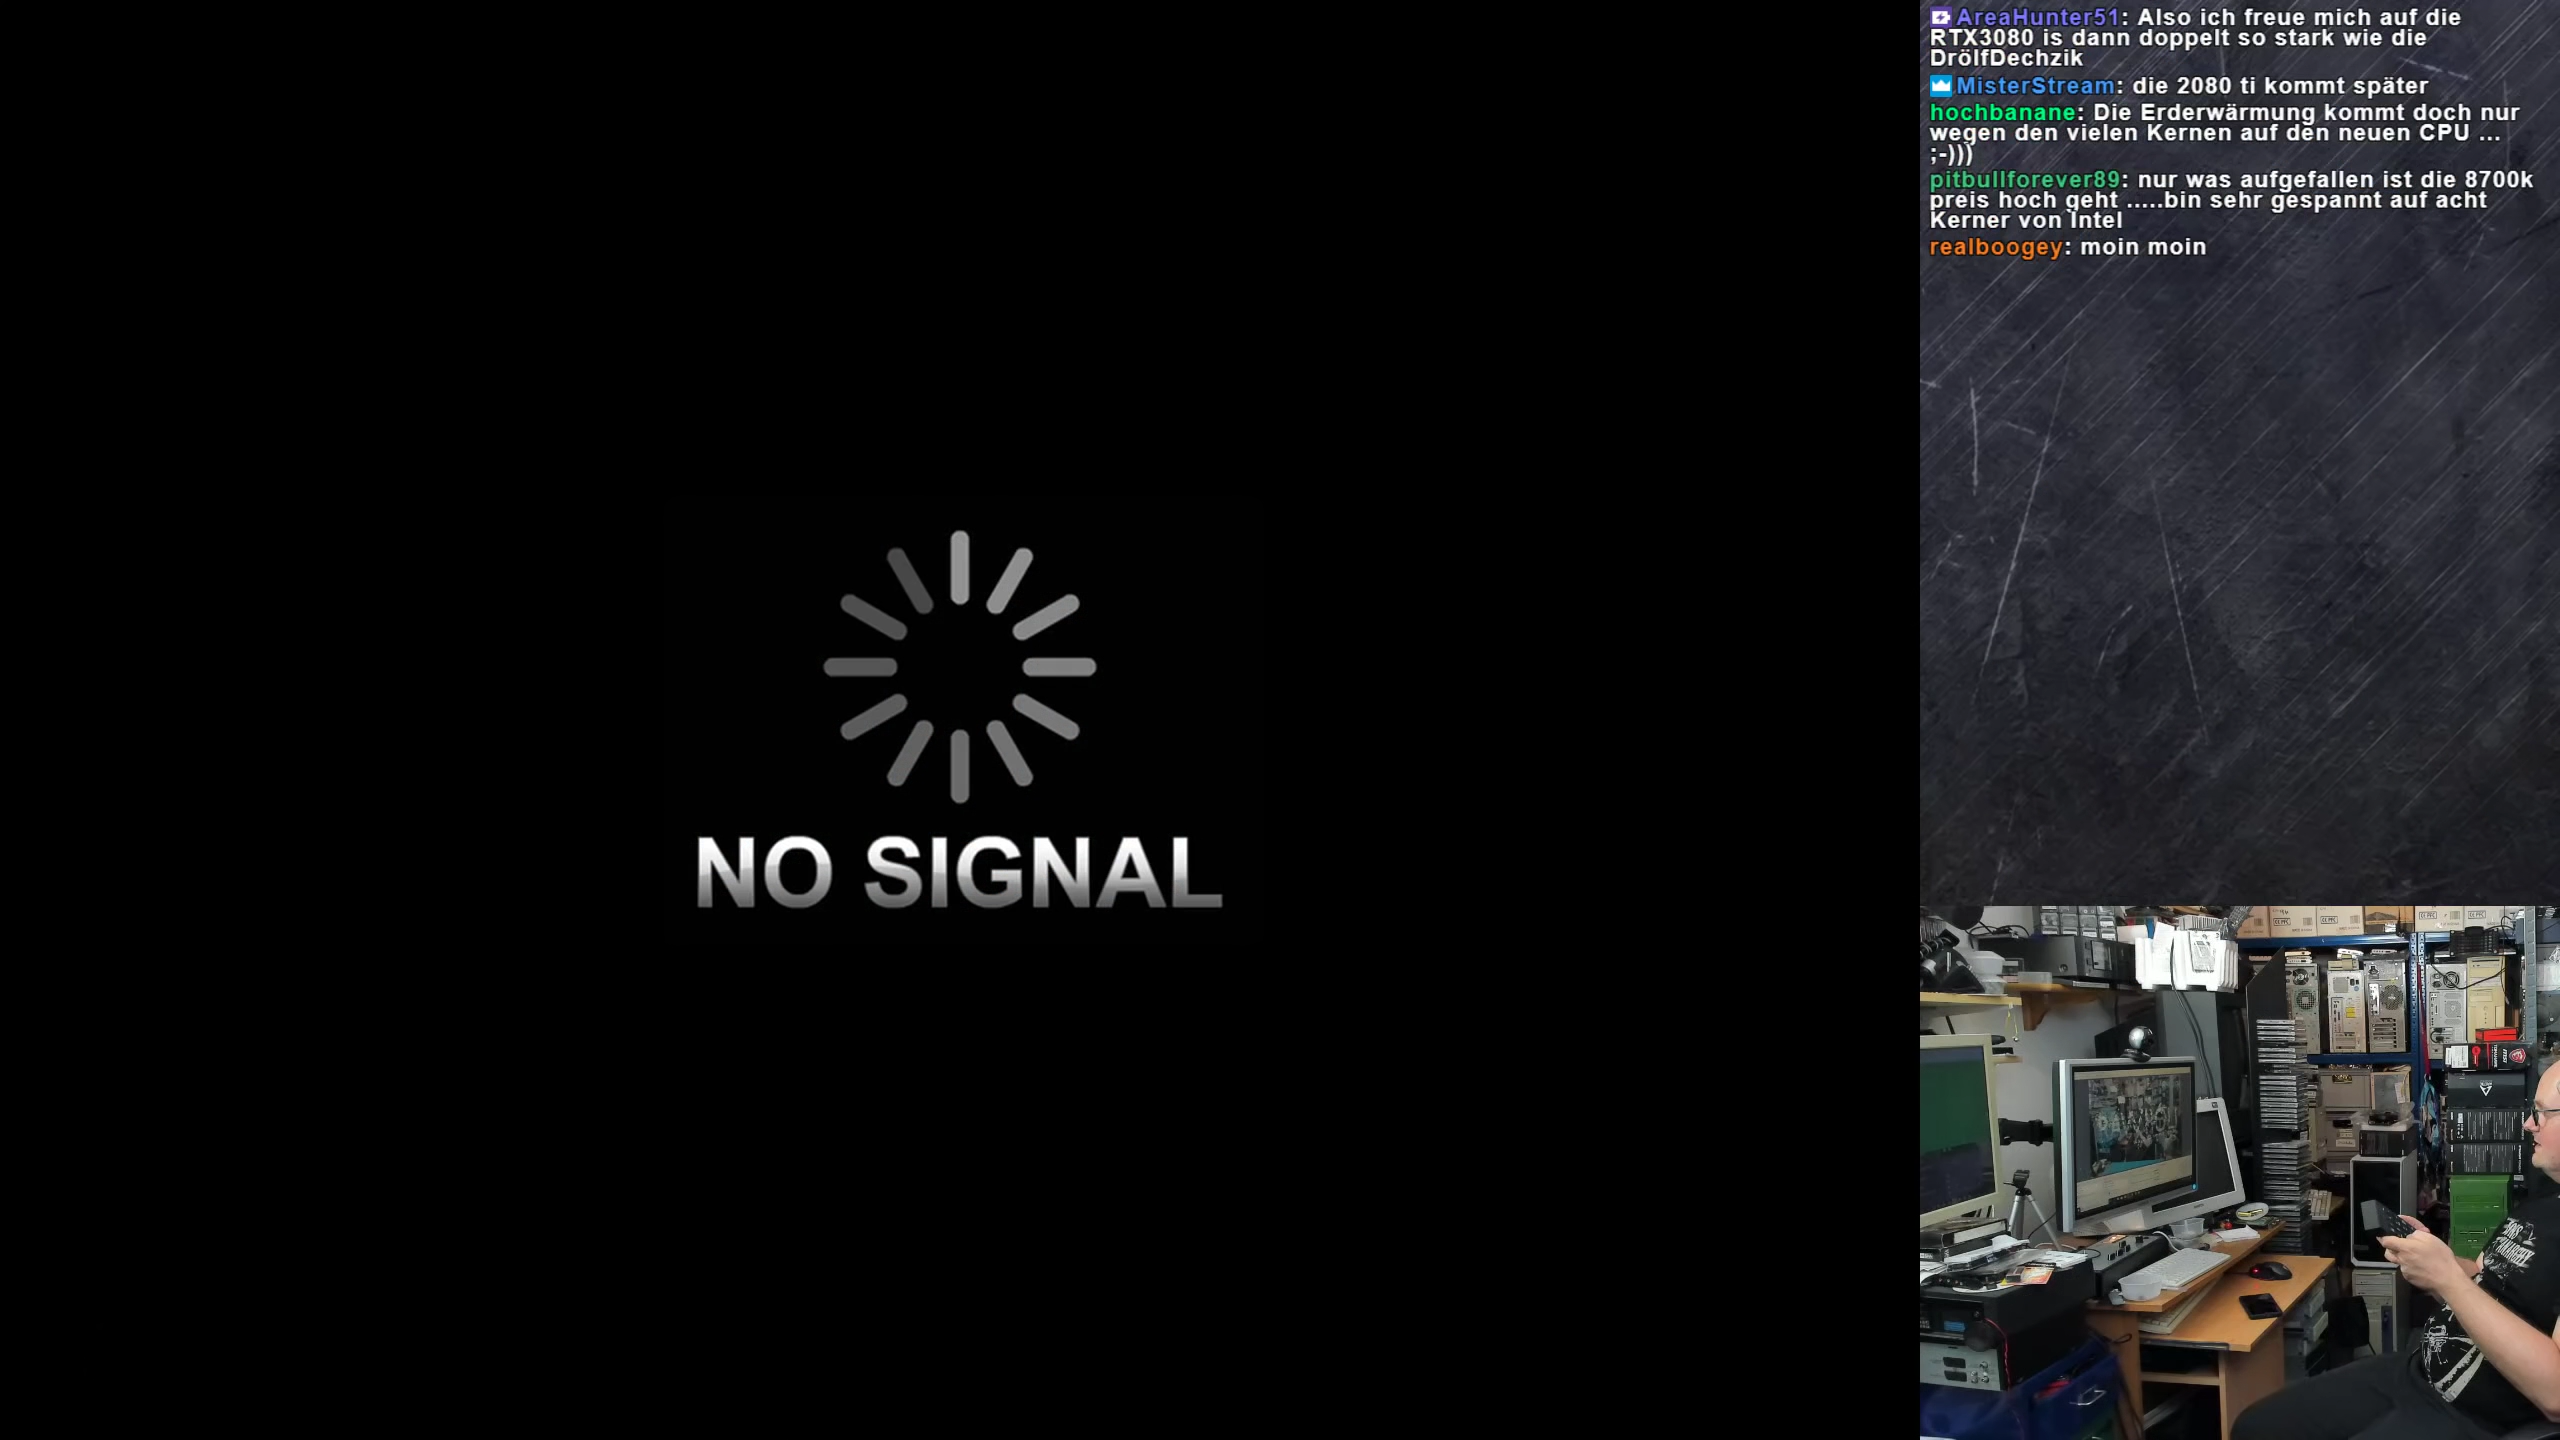 NO SIGNAL
AreaHunter51: Also ich freue mich auf die
RTX3080 is dann doppelt so stark wie die
DrölfDechzik
MisterStream: die 2080 ti kommt später
hochbanane: Die Erderwärmung kommt doch nur
wegen den vielen Kernen auf den neuen CPU ...
;-)))
pitbullforever89: nur was aufgefallen ist die 8700k
preis hoch geht .....bin sehr gespannt auf acht
Kerner von Intel
realboogey: moin moin